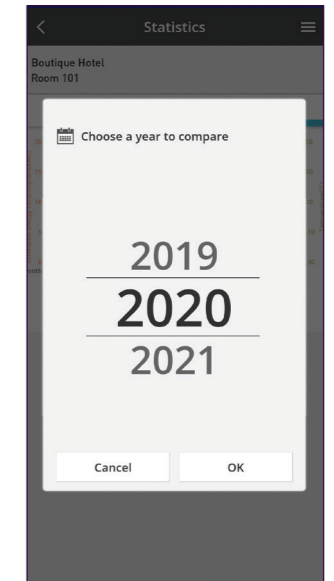 Statistics
Boutique Hotel
Room 101
Choose a year to compare
2019
2020
2021
Cancel
OK